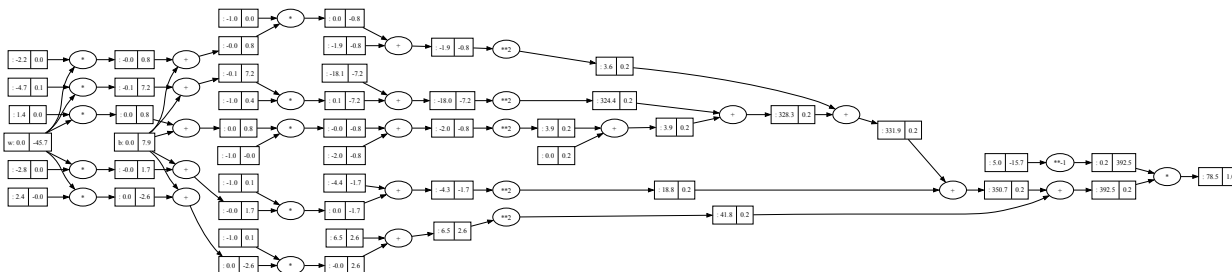 : -1.0 0.0 * : 0.0 -0.8
: -0.0 0.8 : -1.9 -0.8 + : -1.9 -0.8 **2
: -2.2 0.0 * : -0.0 0.8 +
: 3.6 0.2
: -0.1 7.2 : -18.1 -7.2
: -4.7 0.1 * : -0.1 7.2 +
: -1.0 0.4 * : 0.1 -7.2 + : -18.0 -7.2 **2 : 324.4 0.2
: 1.4 0.0 * : 0.0 0.8 + : 328.3 0.2 +
: 0.0 0.8 * : -0.0 -0.8 + : -2.0 -0.8 **2 : 3.9 0.2 + : 3.9 0.2
+ : 331.9 0.2
w: 0.0 -45.7 b: 0.0 7.9
: -1.0 -0.0 : -2.0 -0.8 : 0.0 0.2
: 5.0 -15.7 **-1 : 0.2 392.5
: -2.8 0.0 * : -0.0 1.7 +
* : 78.5
: -1.0 0.1 : -4.4 -1.7 + : -4.3 -1.7 **2 : 18.8 0.2 + : 350.7 0.2 + : 392.5 0.2
: 2.4 -0.0 * : 0.0 -2.6 +
: -0.0 1.7 * : 0.0 -1.7
: 41.8 0.2
: 6.5 2.6 **2
: -1.0 0.1 : 6.5 2.6 +
: 0.0 -2.6 * : -0.0 2.6